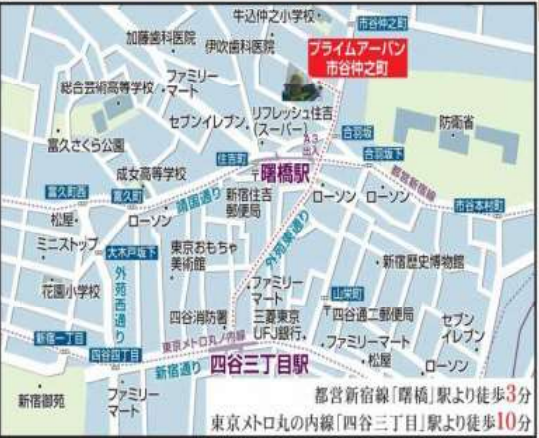 牛込仲之小学校
市谷仲之町
加藤歯科医院
伊吹歯科医院
プライムアーバン
市谷仲之町
ファミリー
マート
総合芸術高等学校
セブンイレブン
リフレッシュ住吉
(スーパー)
A3
出入口
合羽坂
防衛省
富久さくら公園
住吉町
合羽坂下
成女高等学校
曙橋駅
都営新宿線
富久町西
富久町
靖国通り
新宿住吉
郵便局
ローソン
ローソン
市谷本村町
松屋
ローソン
外苑東通り
ミニストップ
大木戸坂下
東京おもちゃ
美術館
新宿歴史博物館
花園小学校
外苑西通り
ファミリー
マート
山栄町
四谷消防署
三菱東京
UFJ銀行
四谷通二郵便局
セブン
イレブン
新宿一丁目
東京メトロ丸ノ内線
ファミリーマート
四谷四丁目
新宿通り
四谷三丁目駅
松屋
ローソン
新宿御苑
ファミリー
マート
都営新宿線「曙橋」駅より徒歩3分
東京メトロ丸の内線「四谷三丁目」駅より徒歩10分